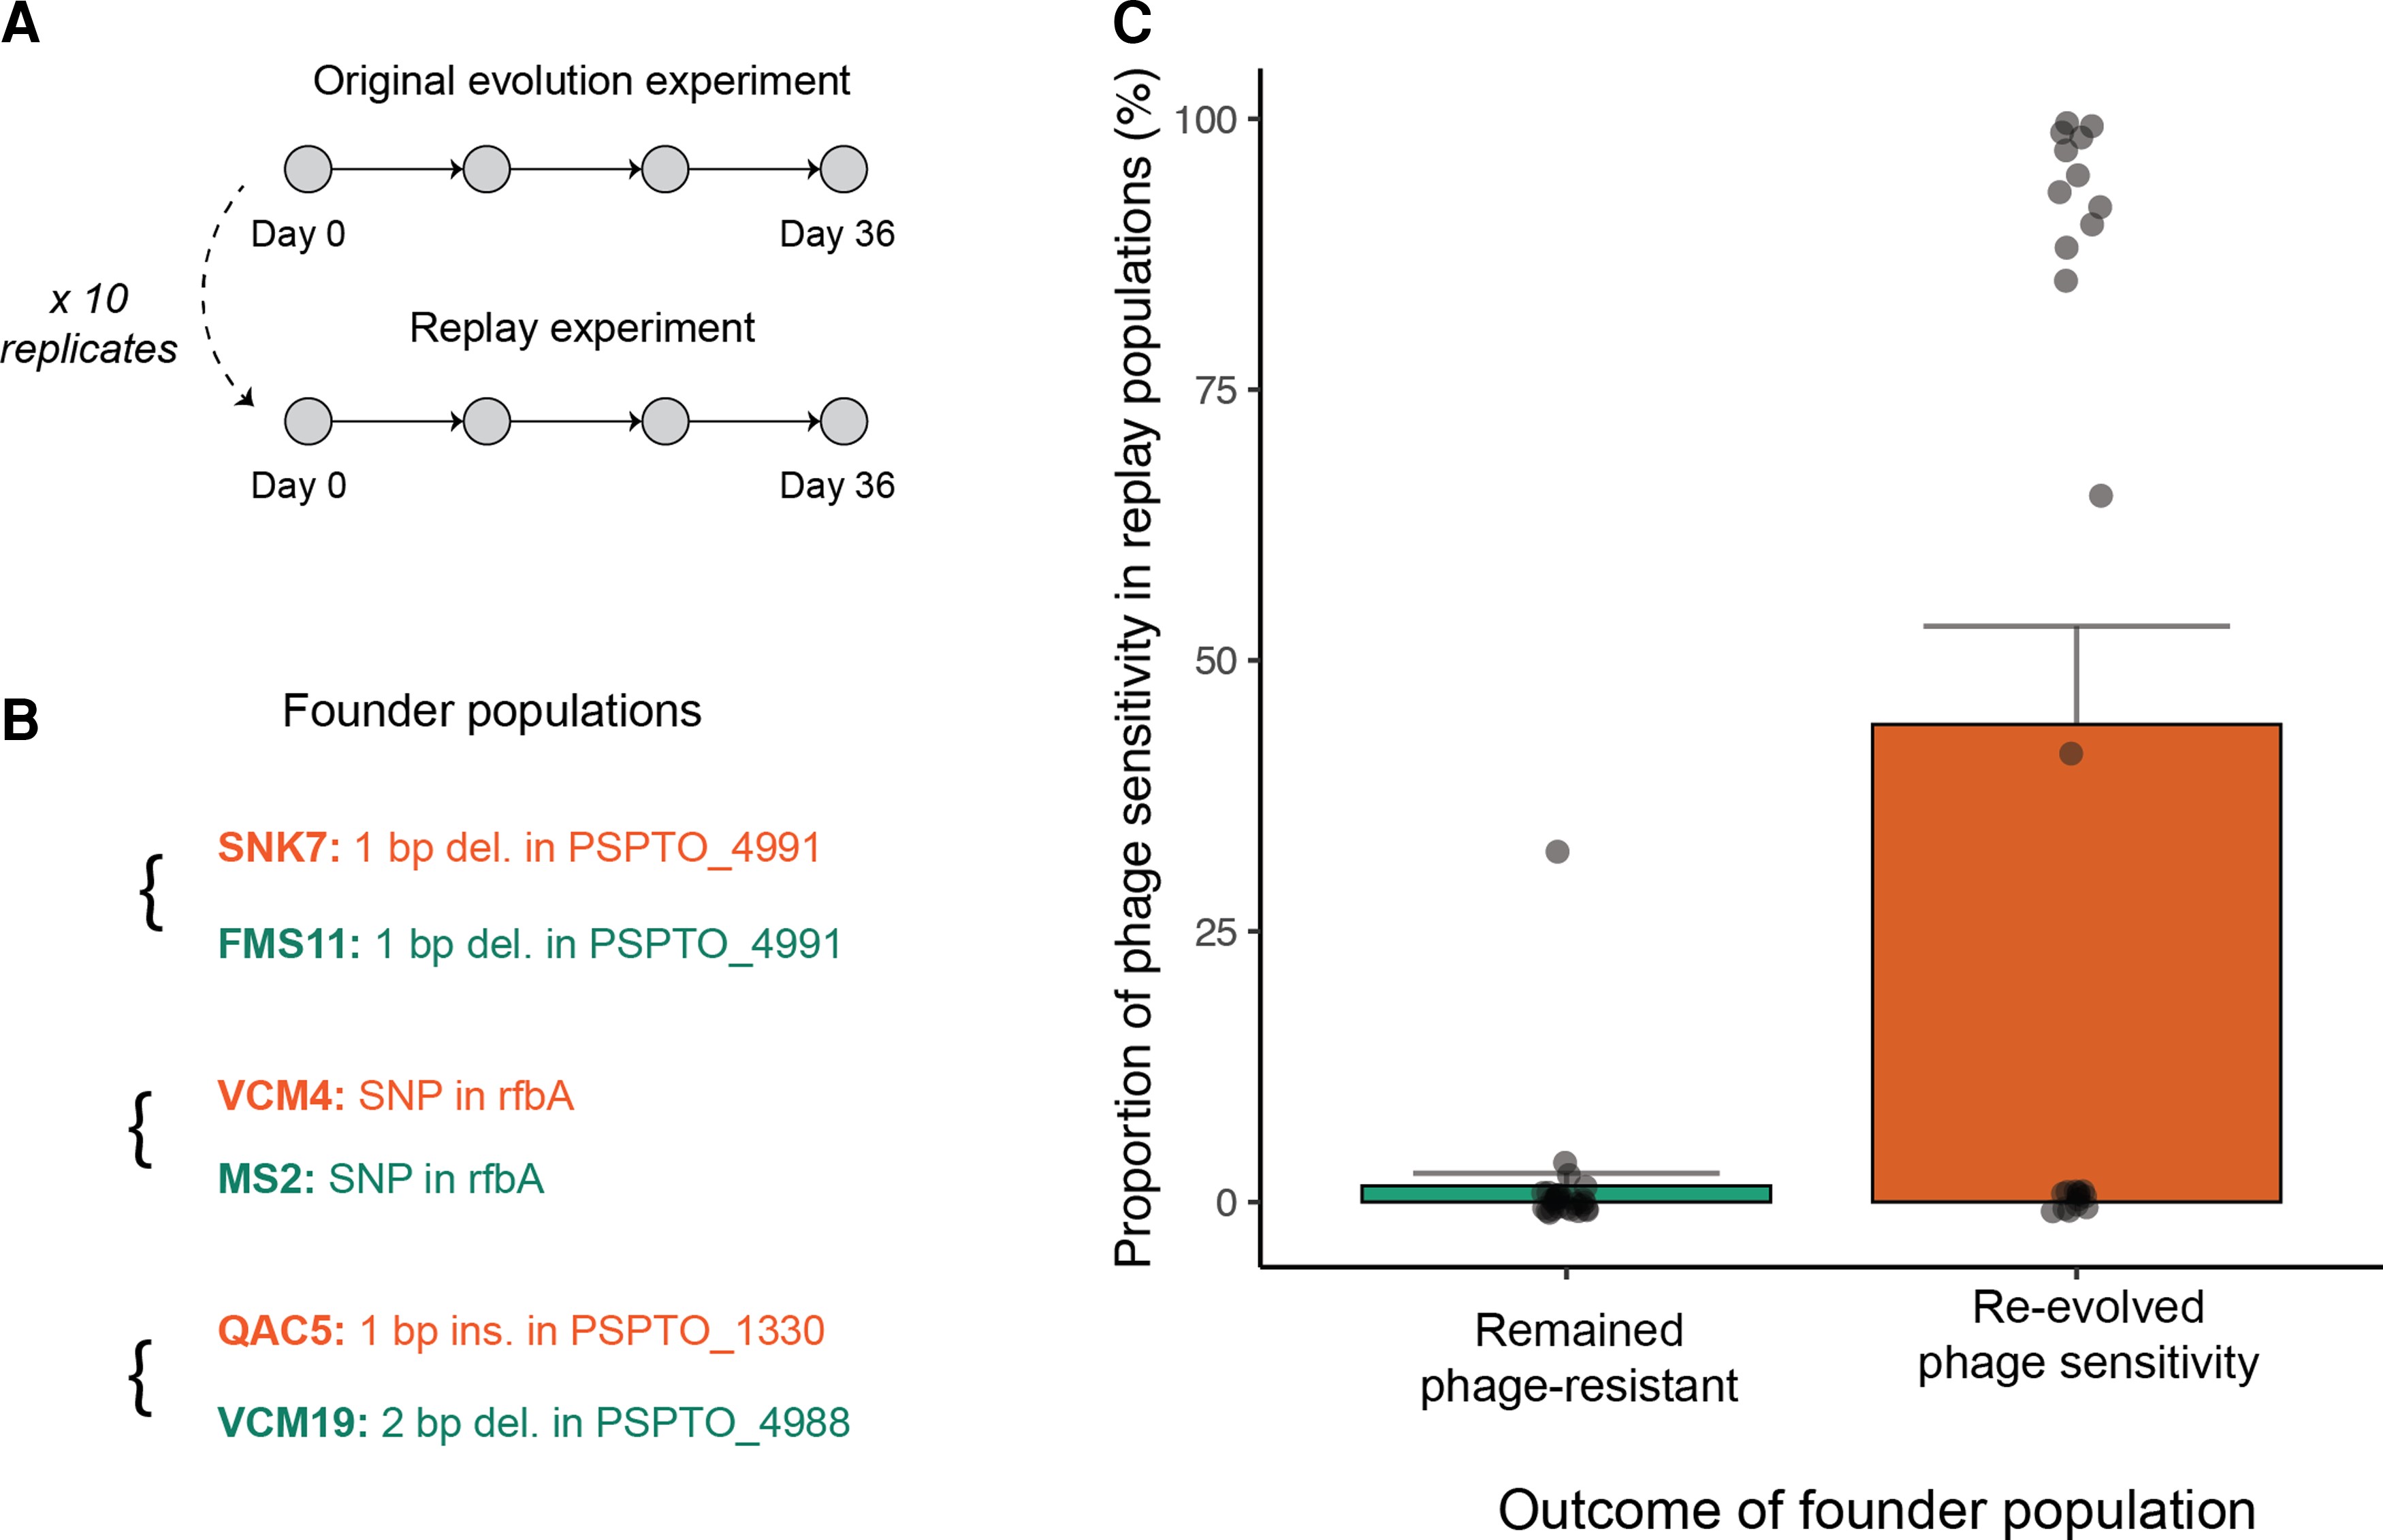 A
Original evolution experiment
Day 0
Day 36
x 10
replicates
Replay experiment
Day 0
Day 36
B
Founder populations
{
SNK7: 1 bp del. in PSPTO_4991
FMS11: 1 bp del. in PSPTO_4991
{
VCM4: SNP in rfbA
MS2: SNP in rfbA
{
QAC5: 1 bp ins. in PSPTO_1330
VCM19: 2 bp del. in PSPTO_4988
C
Proportion of phage sensitivity in replay populations (%)
100
75
50
25
0
Remained
phage-resistant
Re-evolved
phage sensitivity
Outcome of founder population